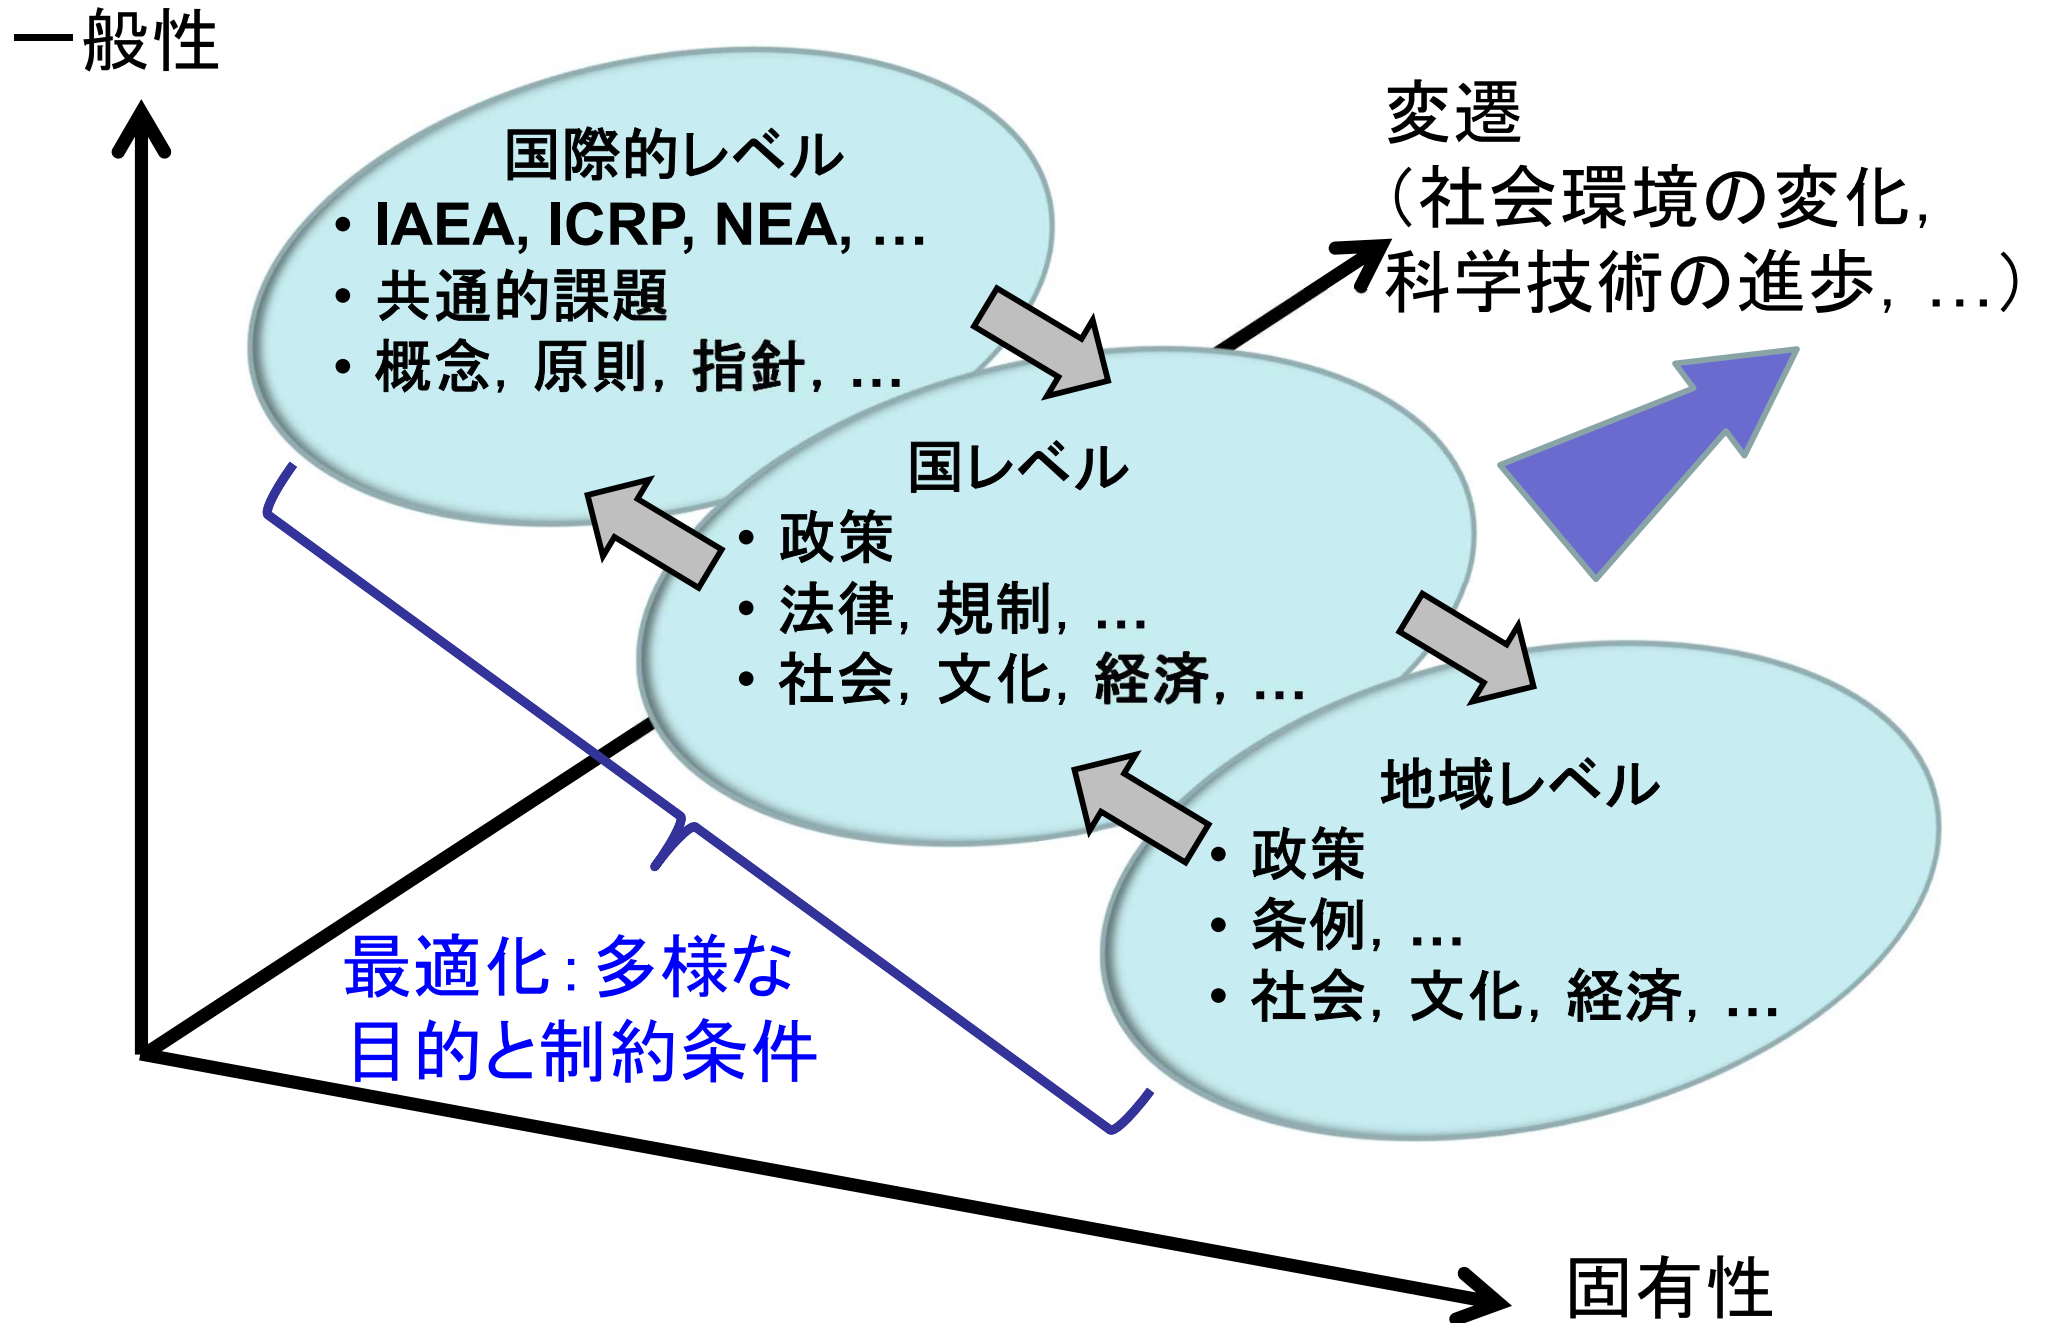 一般性
国際的レベル
• IAEA, ICRP, NEA, …
• 共通的課題
• 概念, 原則, 指針, …
変遷
（社会環境の変化,
科学技術の進歩, …）
国レベル
• 政策
• 法律, 規制, …
• 社会, 文化, 経済, …
地域レベル
• 政策
• 条例, …
• 社会, 文化, 経済, …
最適化：多様な
目的と制約条件
固有性